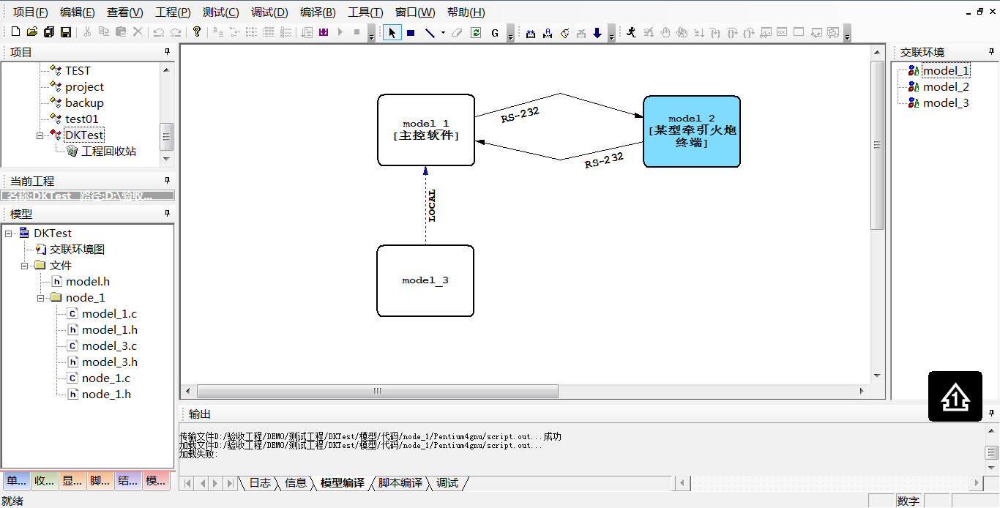 项目(F) 编辑(E) 查看(V) 工程(P) 测试(C) 调试(D) 编译(B) 工具(T) 窗口(W) 帮助(H)
G
项目
TEST
project
backup
test01
DKTest
工程回收站
当前工程
名称:DKTest 路径:D:\验收...
模型
DKTest
交联环境图
文件
model.h
node_1
model_1.c
model_1.h
model_3.c
model_3.h
node_1.c
node_1.h
单... 收... 显... 脚... 结... 模...
model_1
[主控软件]
RS-232
model_2
[某型牵引火炮
终端]
RS-232
LOCAL
model_3
交联环境
model_1
model_2
model_3
1
输出
传输文件D:/验收工程/DEMO/测试工程/DKTest/模型/代码/node_1/Pentium4gnu/script.out...成功
加载文件D:/验收工程/DEMO/测试工程/DKTest/模型/代码/node_1/Pentium4gnu/script.out...
加载失败:
日志 信息 模型编译 脚本编译 调试
就绪
数字